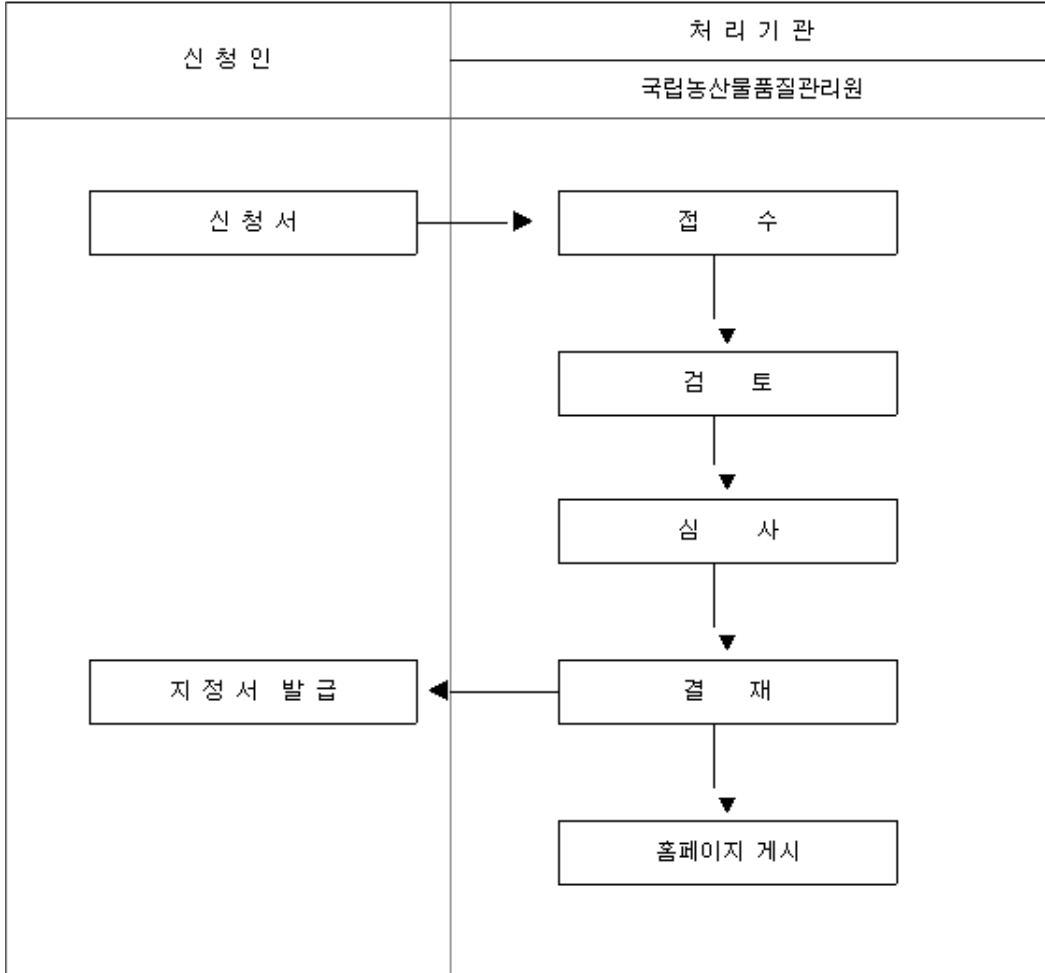 신 청 인
처 리 기 관
국립농산물품질관리원
신 청 서
접 수
검 토
심 사
지 정 서 발 급
결 재
홈페이지 게시